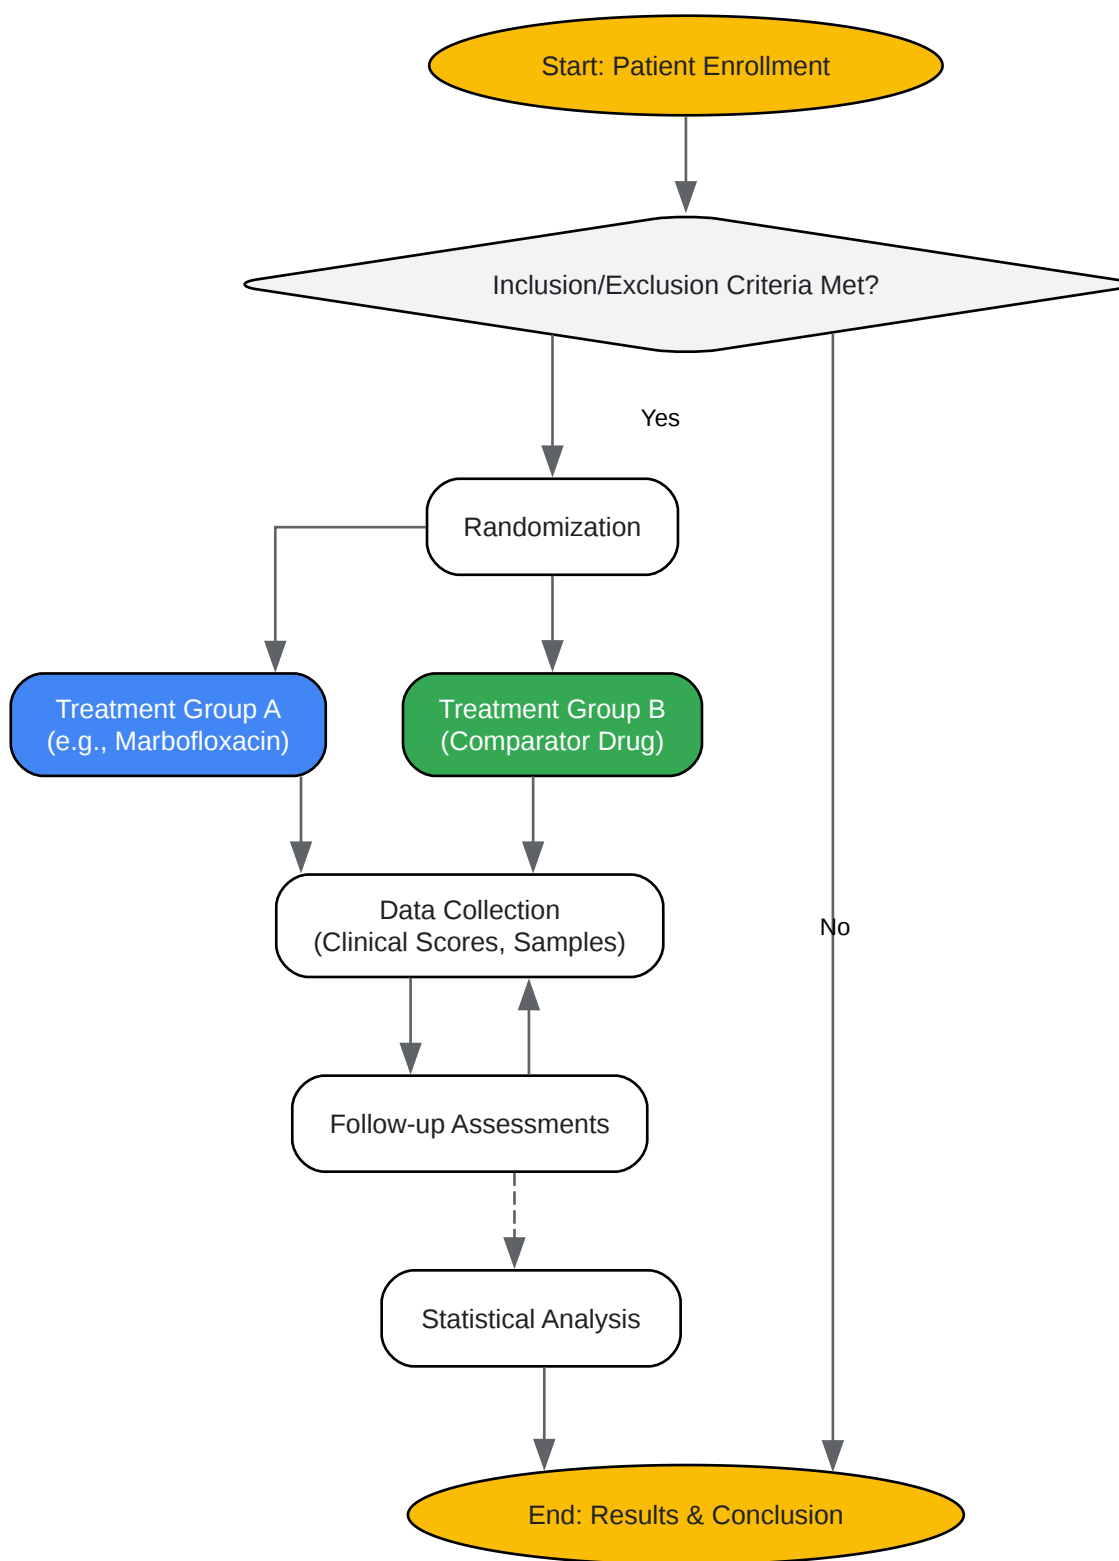 Start: Patient Enrollment
Inclusion/Exclusion Criteria Met?
Yes
Randomization
Treatment Group A
(e.g., Marbofloxacin)
Treatment Group B
(Comparator Drug)
Data Collection
(Clinical Scores, Samples)
No
Follow-up Assessments
Statistical Analysis
End: Results & Conclusion